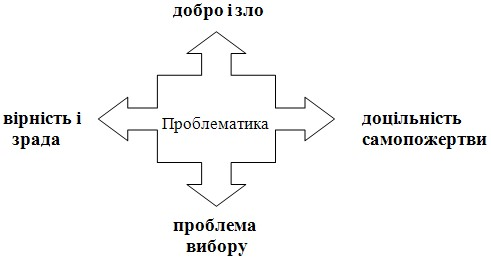 добро і зло
вірність і
зрада
Проблематика
доцільність
самопожертви
проблема
вибору